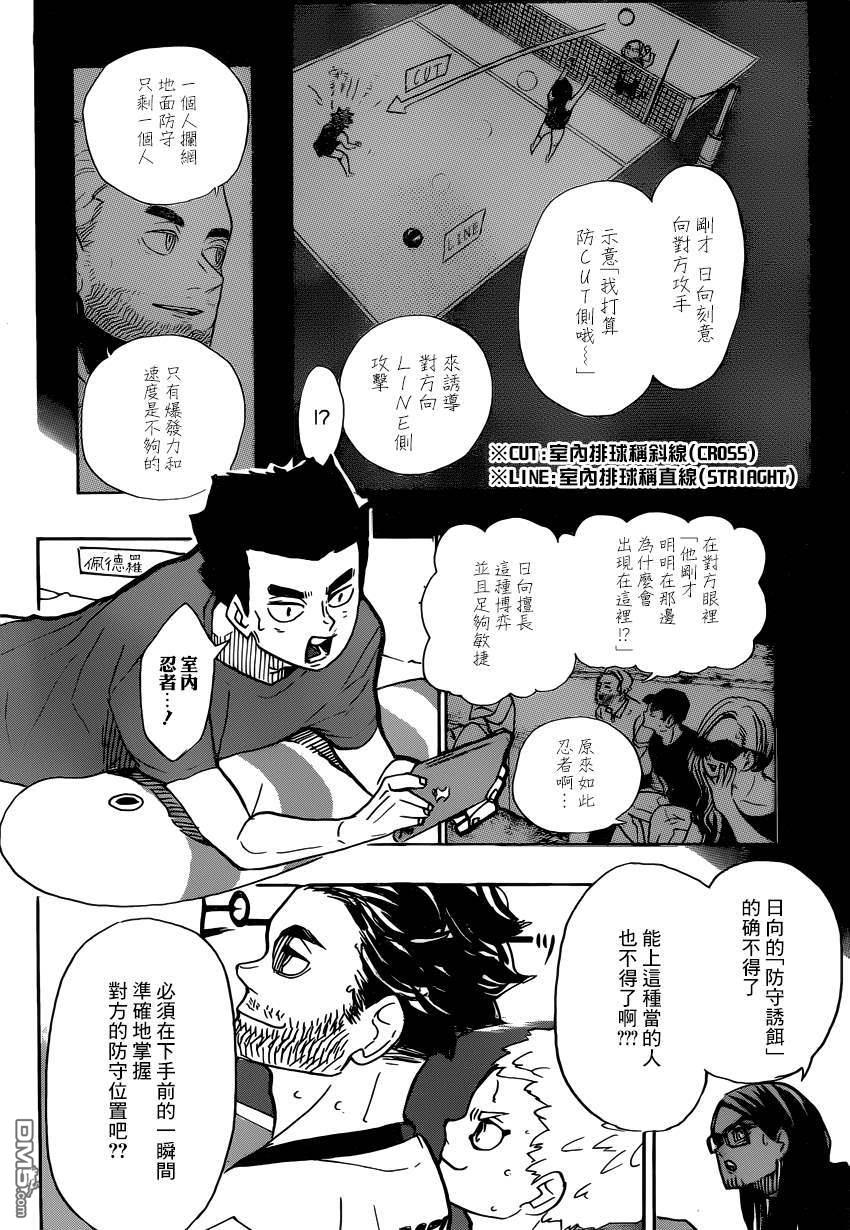 剛才 日向刻意
向對方攻手
示意「我打算
防CUT側哦～」
CUT
LINE
來誘導
對方向
LINE側
攻擊
一個人攔網
地面防守
只剩一個人
只有爆發力和
速度是不夠的
※CUT:室內排球稱斜線(CROSS)
※LINE:室內排球稱直線(STRIAGHT)
在對方眼裡
「他剛才
明明在那邊
為什麼會
出現在這裡!?
日向擅長
這種博弈
並且足夠敏捷
原來如此
忍者啊…
!?
佩德羅
室內
忍者…!
日向的「防守誘餌」
的确不得了
能上這種當的人
也不得了啊???
必須在下手前的一瞬間
準確地掌握
對方的防守位置吧??
DM5.com